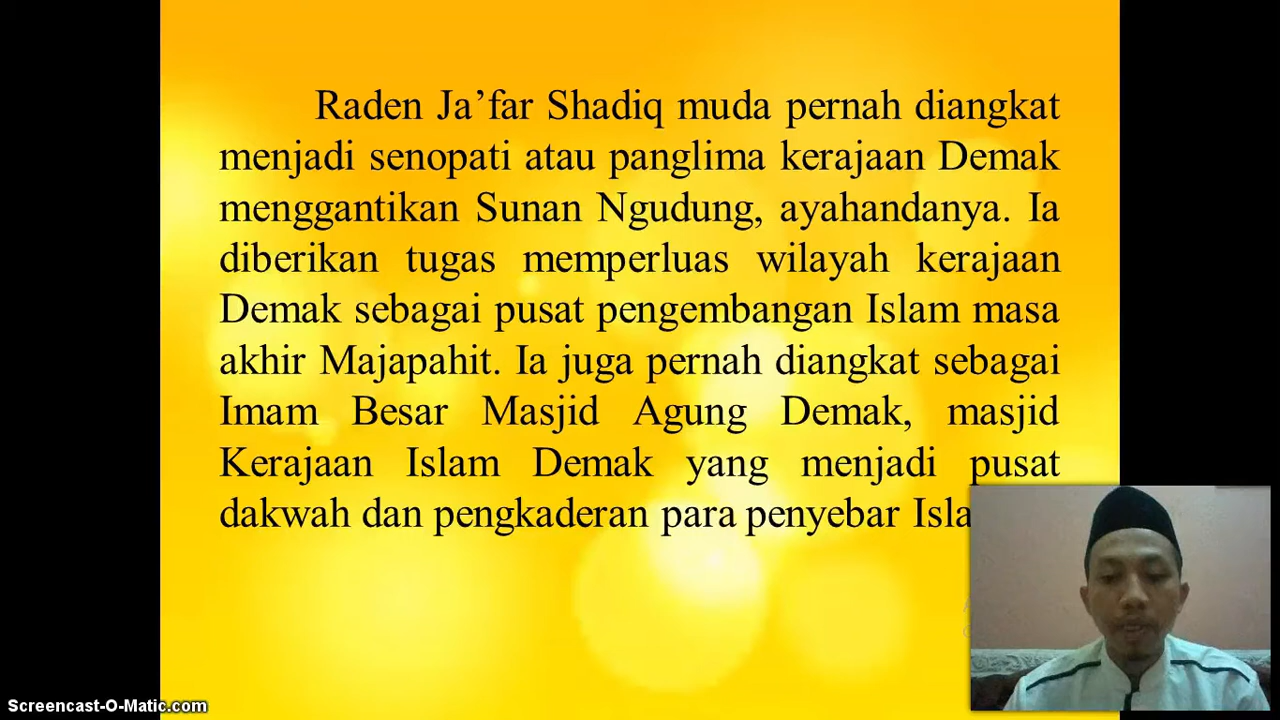 Raden Ja’far Shadiq muda pernah diangkat
menjadi senopati atau panglima kerajaan Demak
menggantikan Sunan Ngudung, ayahandanya. Ia
diberikan tugas memperluas wilayah kerajaan
Demak sebagai pusat pengembangan Islam masa
akhir Majapahit. Ia juga pernah diangkat sebagai
Imam Besar Masjid Agung Demak, masjid
Kerajaan Islam Demak yang menjadi pusat
dakwah dan pengkaderan para penyebar Isla
Screencast-O-Matic.com